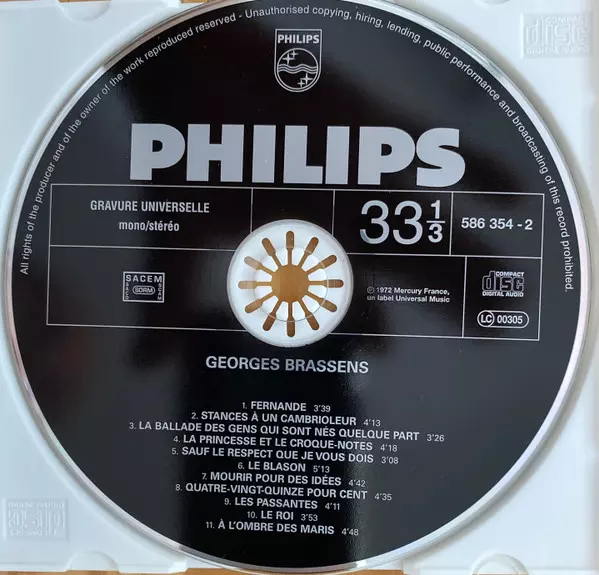 All rights of the producer and of the owner of the work reproduced reserved - Unauthorised copying, hiring, lending, public performance and broadcasting of this record prohibited.
PHILIPS
PHILIPS
GRAVURE UNIVERSELLE
mono/stéréo
33 1/3
586 354 - 2
SACEM
SDRM
℗ 1972 Mercury France,
un label Universal Music
COMPACT
disc
DIGITAL AUDIO
LC 00305
GEORGES BRASSENS
1. FERNANDE 3'39
2. STANCES À UN CAMBRIOLEUR 4'13
3. LA BALLADE DES GENS QUI SONT NÉS QUELQUE PART 3'26
4. LA PRINCESSE ET LE CROQUE-NOTES 4'18
5. SAUF LE RESPECT QUE JE VOUS DOIS 3'08
6. LE BLASON 5'13
7. MOURIR POUR DES IDÉES 4'42
8. QUATRE-VINGT-QUINZE POUR CENT 4'35
9. LES PASSANTES 4'11
10. LE ROI 3'53
11. À L'OMBRE DES MARIS 4'48
COMPACT
disc
DIGITAL AUDIO